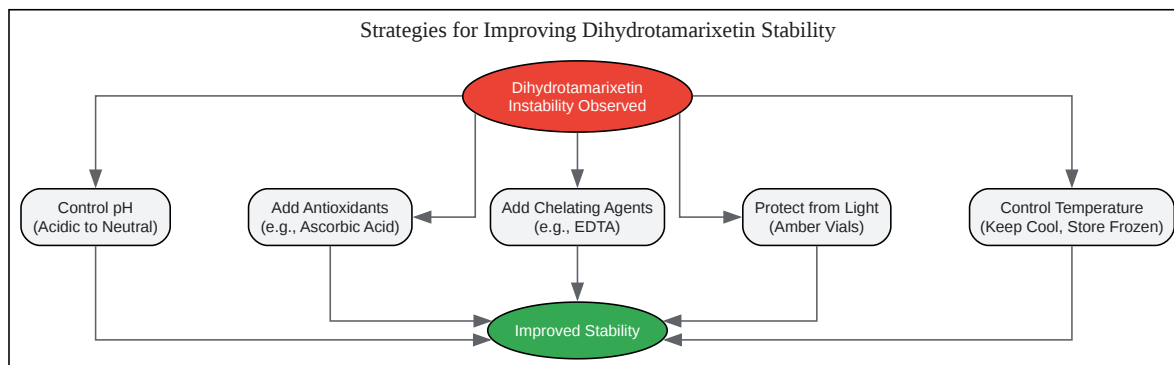 Strategies for Improving Dihydrotamarixetin Stability
Dihydrotamarixetin
Instability Observed
Control pH
(Acidic to Neutral)
Add Antioxidants
(e.g., Ascorbic Acid)
Add Chelating Agents
(e.g., EDTA)
Protect from Light
(Amber Vials)
Control Temperature
(Keep Cool, Store Frozen)
Improved Stability